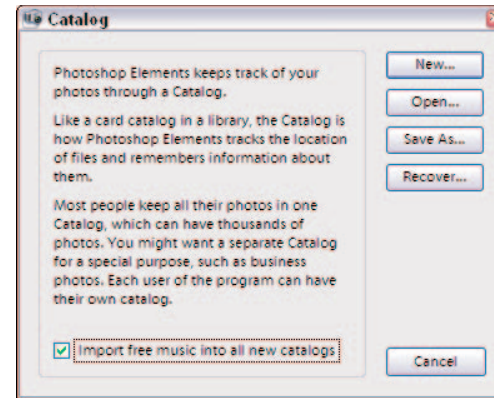 Catalog
Photoshop Elements keeps track of your
photos through a Catalog.
Like a card catalog in a library, the Catalog is
how Photoshop Elements tracks the location
of files and remembers information about
them.
Most people keep all their photos in one
Catalog, which can have thousands of
photos. You might want a separate Catalog
for a special purpose, such as business
photos. Each user of the program can have
their own catalog.
Import free music into all new catalogs
New...
Open...
Save As...
Recover...
Cancel